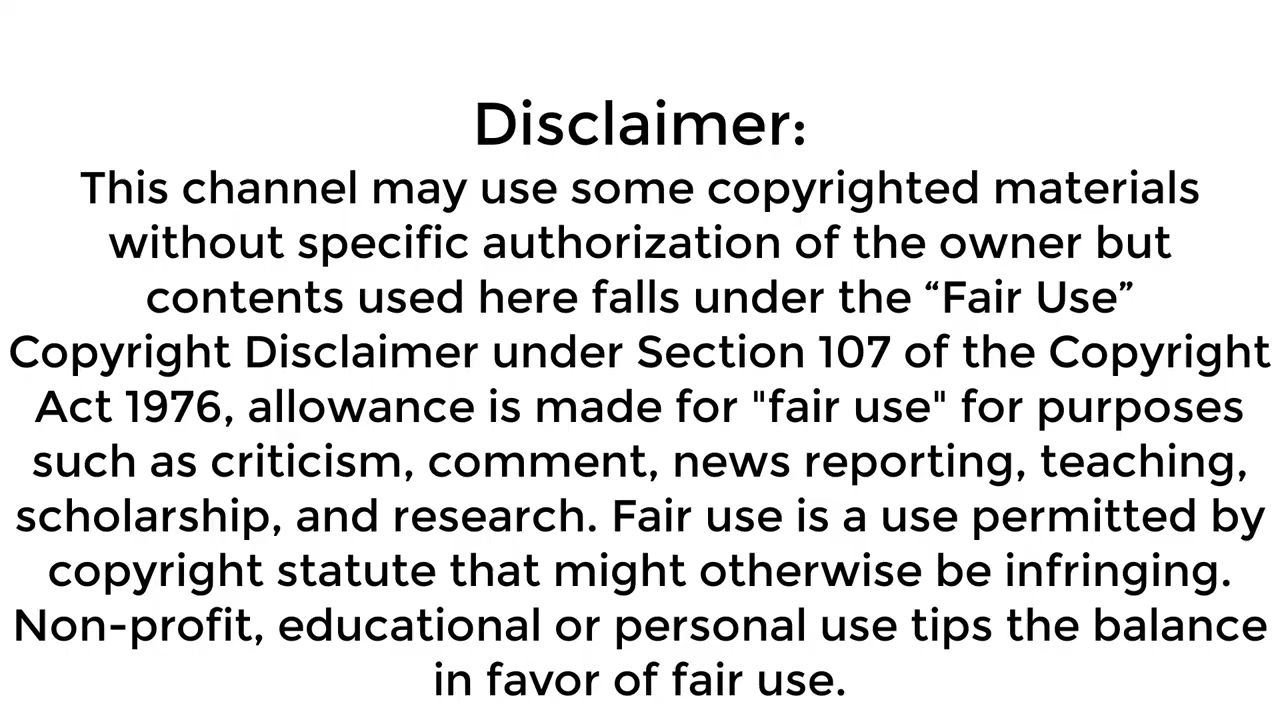 Disclaimer:
This channel may use some copyrighted materials
without specific authorization of the owner but
contents used here falls under the “Fair Use”
Copyright Disclaimer under Section 107 of the Copyright
Act 1976, allowance is made for "fair use" for purposes
such as criticism, comment, news reporting, teaching,
scholarship, and research. Fair use is a use permitted by
copyright statute that might otherwise be infringing.
Non-profit, educational or personal use tips the balance
in favor of fair use.